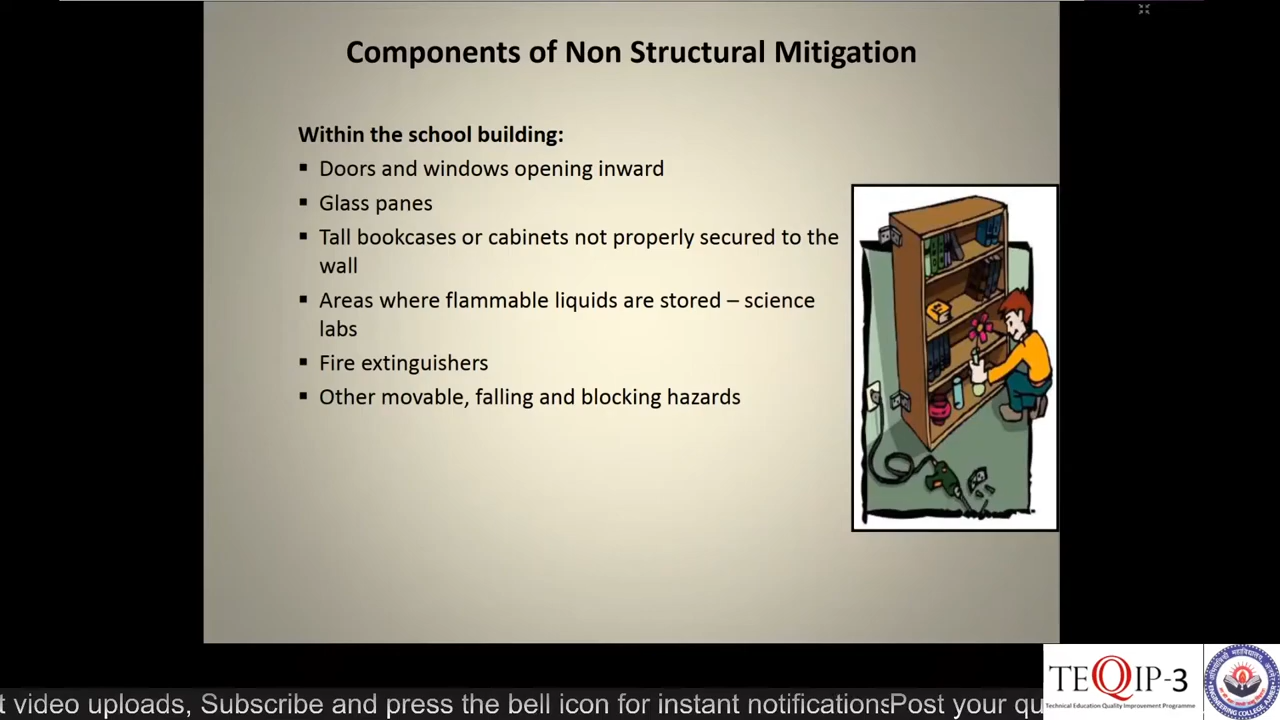 Components of Non Structural Mitigation
Within the school building:
▪ Doors and windows opening inward
▪ Glass panes
▪ Tall bookcases or cabinets not properly secured to the
wall
▪ Areas where flammable liquids are stored – science
labs
▪ Fire extinguishers
▪ Other movable, falling and blocking hazards
TEQIP-3
Technical Education Quality Improvement Programme
t video uploads, Subscribe and press the bell icon for instant notificationsPost your qu